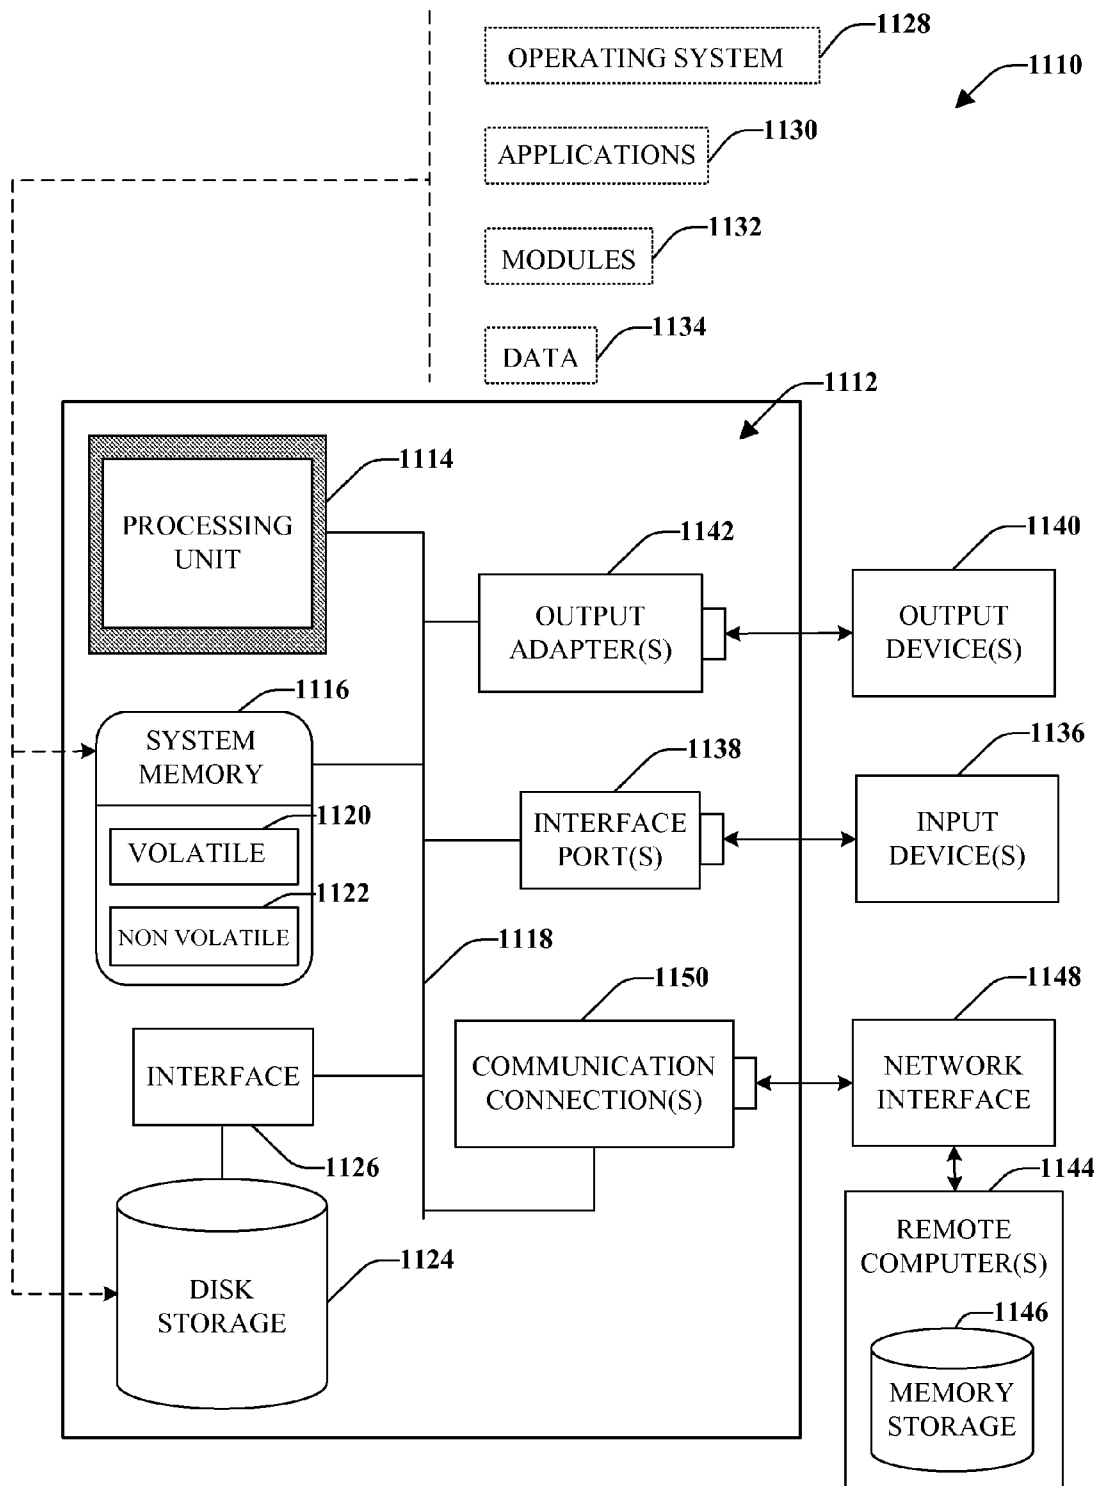 1128
OPERATING SYSTEM
1110
1130
APPLICATIONS
1132
MODULES
1134
DATA
1112
1114
PROCESSING
UNIT
1142
OUTPUT
ADAPTER(S)
1140
OUTPUT
DEVICE(S)
1116
SYSTEM
MEMORY
1138
INTERFACE
PORT(S)
1136
INPUT
DEVICE(S)
1120
VOLATILE
1122
NON VOLATILE
1118
1150
COMMUNICATION
CONNECTION(S)
1148
NETWORK
INTERFACE
INTERFACE
1126
1144
REMOTE
COMPUTER(S)
1124
DISK
STORAGE
1146
MEMORY
STORAGE